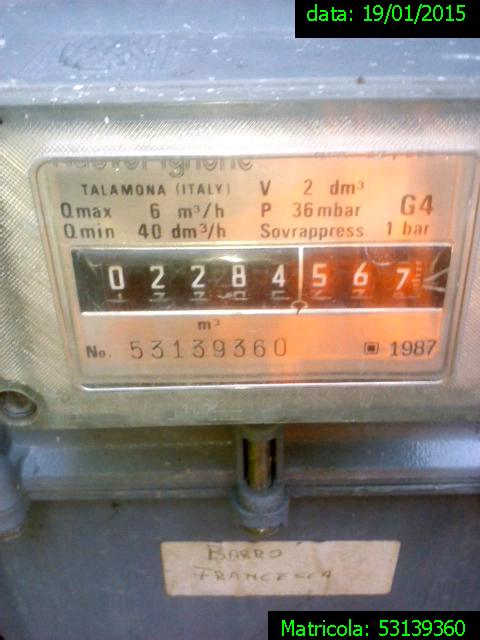 data: 19/01/2015
TALAMONA (ITALY) V 2 dm³
Qmax 6 m³/h P 36 mbar G4
Qmin 40 dm³/h Sovrappress. 1 bar
0 2 2 8 4 5 6 7
m³
No. 53139360 1987
BARRO
FRANCESCA
Matricola: 53139360